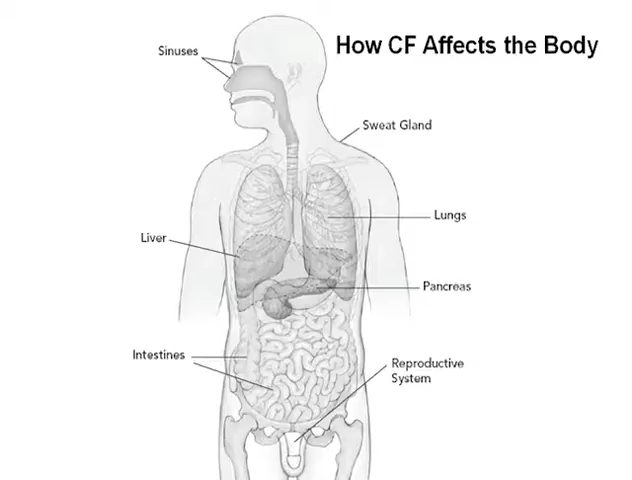 How CF Affects the Body
Sinuses
Sweat Gland
Lungs
Liver
Pancreas
Intestines
Reproductive
System